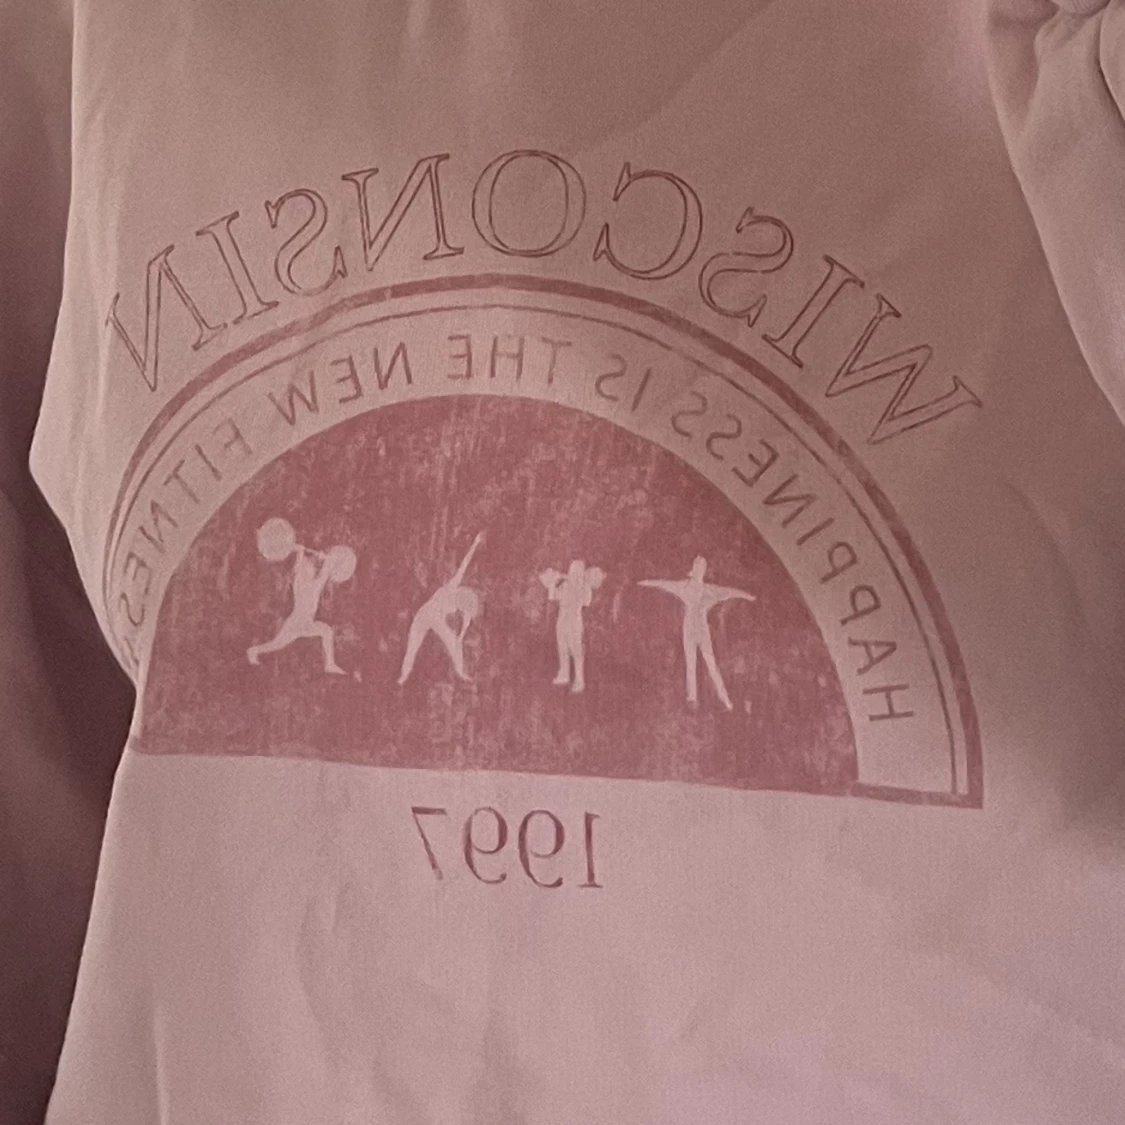 WISCONSIN
HAPPINESS IS THE NEW FITNESS
1997